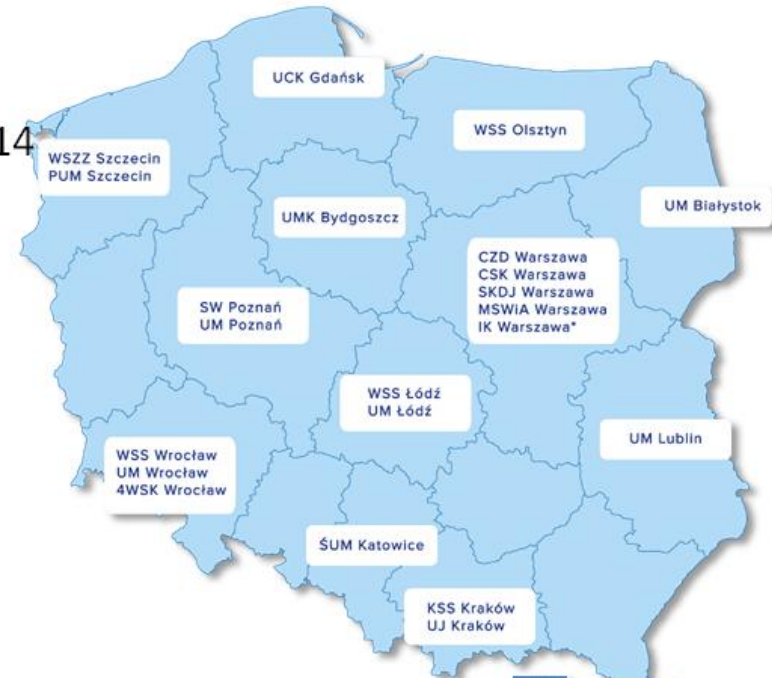 UCK Gdańsk
14
WSS Olsztyn
WSZZ Szczecin
PUM Szczecin
UM Białystok
UMK Bydgoszcz
CZD Warszawa
CSK Warszawa
SKDJ Warszawa
MSWiA Warszawa
IK Warszawa*
SW Poznań
UM Poznań
WSS Łódź
UM Łódź
UM Lublin
WSS Wrocław
UM Wrocław
4WSK Wrocław
ŚUM Katowice
KSS Kraków
UJ Kraków